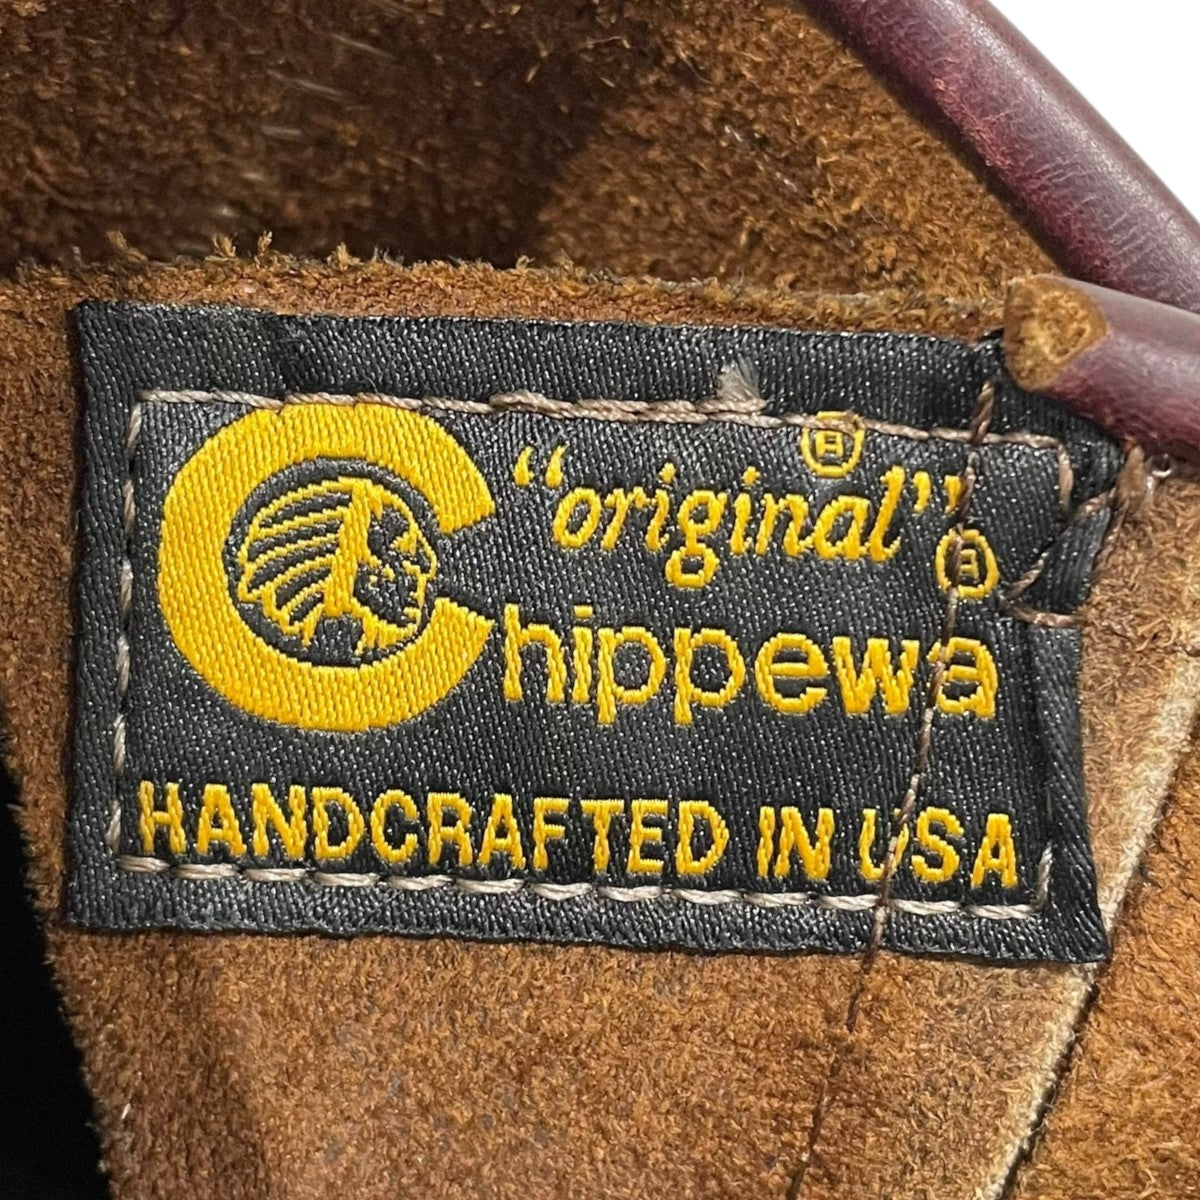 "original"®
Chippewa®
HANDCRAFTED IN USA